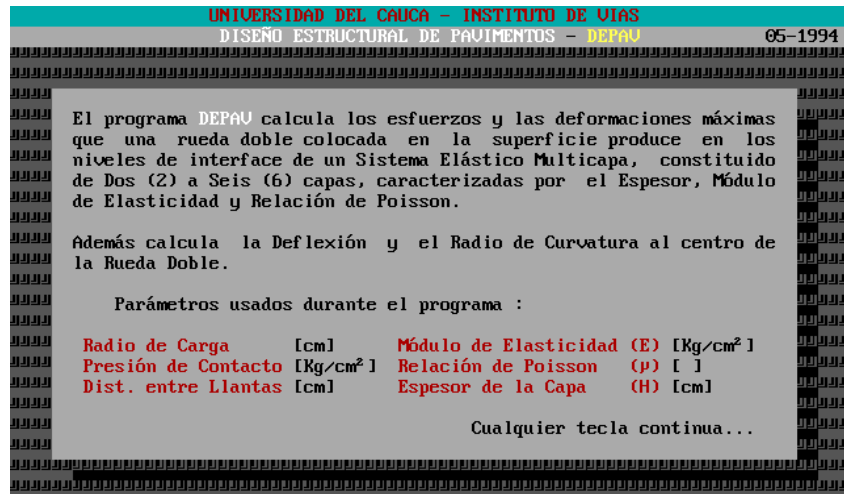 UNIVERSIDAD DEL CAUCA - INSTITUTO DE VIAS
DISEÑO ESTRUCTURAL DE PAVIMENTOS - DEPAV 05-1994
El programa DEPAV calcula los esfuerzos y las deformaciones máximas
que una rueda doble colocada en la superficie produce en los
niveles de interface de un Sistema Elástico Multicapa, constituido
de Dos (2) a Seis (6) capas, caracterizadas por el Espesor, Módulo
de Elasticidad y Relación de Poisson.
Además calcula la Deflexión y el Radio de Curvatura al centro de
la Rueda Doble.
Parámetros usados durante el programa :
Radio de Carga [cm] Módulo de Elasticidad (E) [Kg/cm²]
Presión de Contacto [Kg/cm²] Relación de Poisson (μ) [ ]
Dist. entre Llantas [cm] Espesor de la Capa (H) [cm]
Cualquier tecla continua...